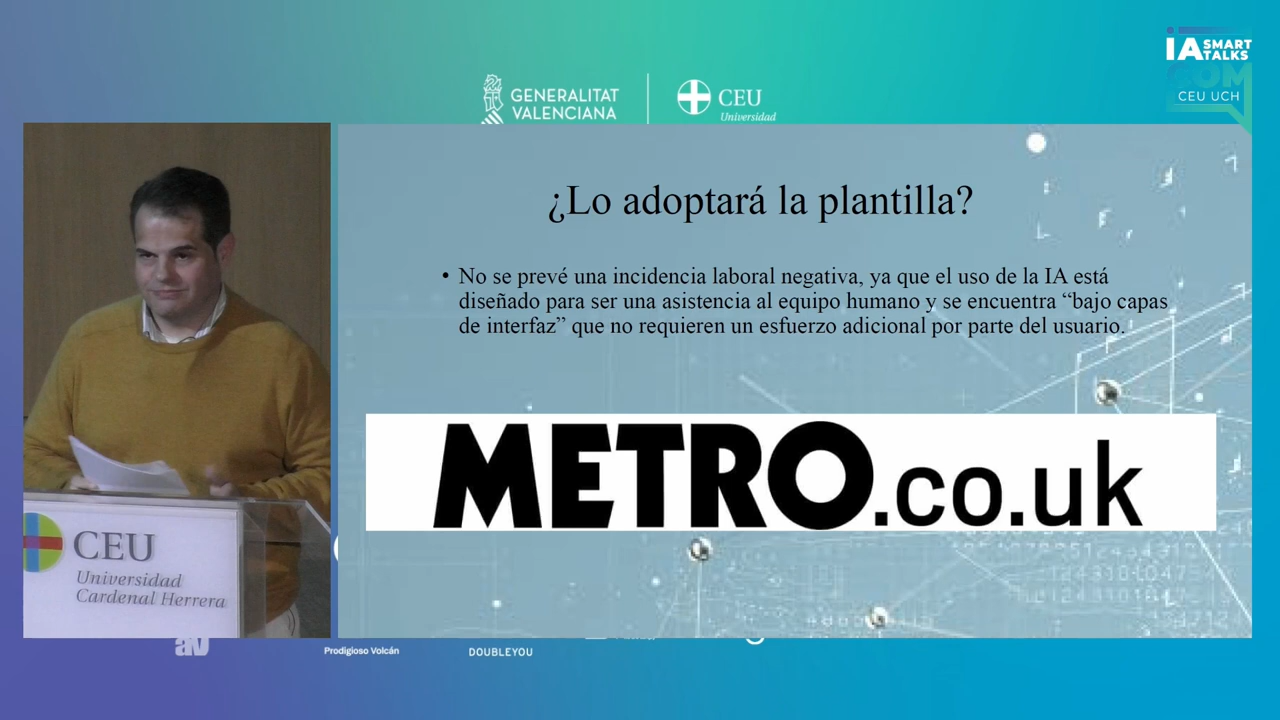 IA SMART
TALKS
COM
CEU UCH
GENERALITAT
VALENCIANA
CEU
Universidad
¿Lo adoptará la plantilla?
• No se prevé una incidencia laboral negativa, ya que el uso de la IA está
diseñado para ser una asistencia al equipo humano y se encuentra “bajo capas
de interfaz” que no requieren un esfuerzo adicional por parte del usuario.
METRO.co.uk
CEU
Universidad
Cardenal Herrera
av
Prodigioso Volcán
DOUBLEYOU